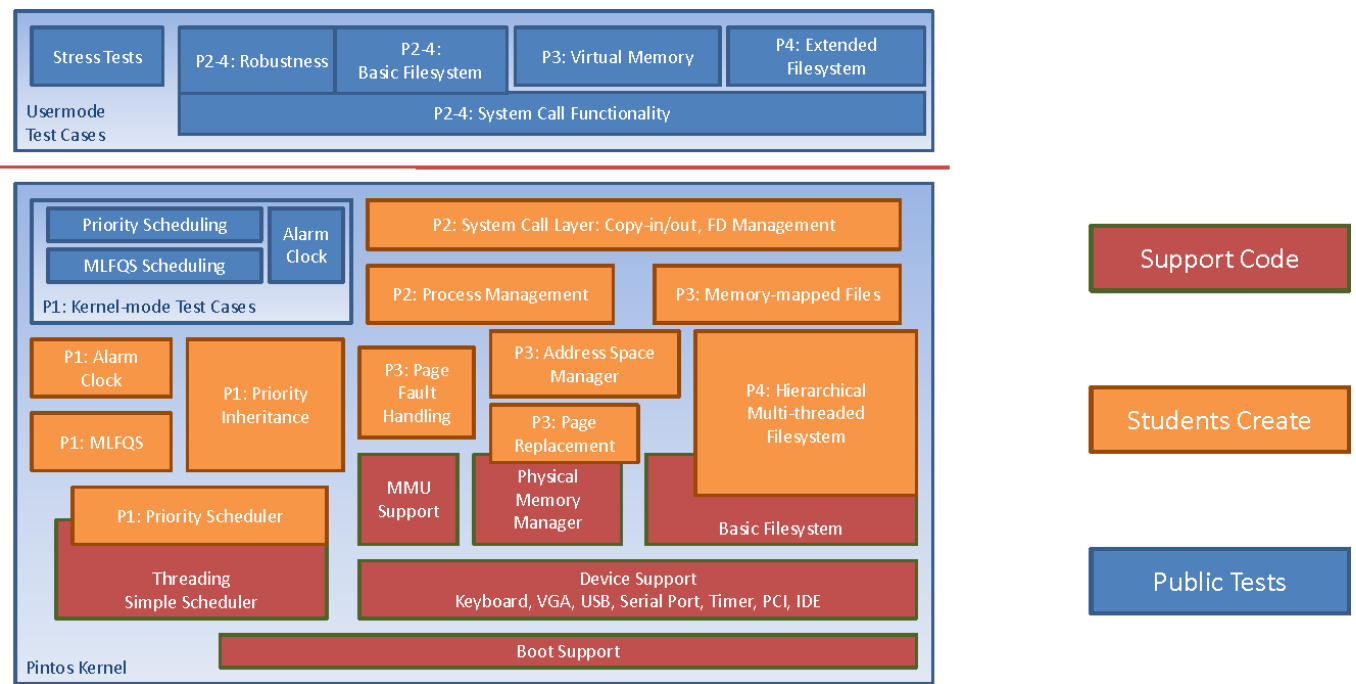 Stress Tests
P2-4: Robustness
P2-4:
Basic Filesystem
P3: Virtual Memory
P4: Extended
Filesystem
Usermode
Test Cases
P2-4: System Call Functionality
Priority Scheduling
MLFQS Scheduling
Alarm
Clock
P1: Kernel-mode Test Cases
P2: System Call Layer: Copy-in/out, FD Management
P2: Process Management
P3: Memory-mapped Files
P1: Alarm
Clock
P1: MLFQS
P1: Priority
Inheritance
P3: Page
Fault
Handling
P3: Address Space
Manager
P3: Page
Replacement
P4: Hierarchical
Multi-threaded
Filesystem
P1: Priority Scheduler
Threading
Simple Scheduler
MMU
Support
Physical
Memory
Manager
Basic Filesystem
Device Support
Keyboard, VGA, USB, Serial Port, Timer, PCI, IDE
Boot Support
Pintos Kernel
Support Code
Students Create
Public Tests